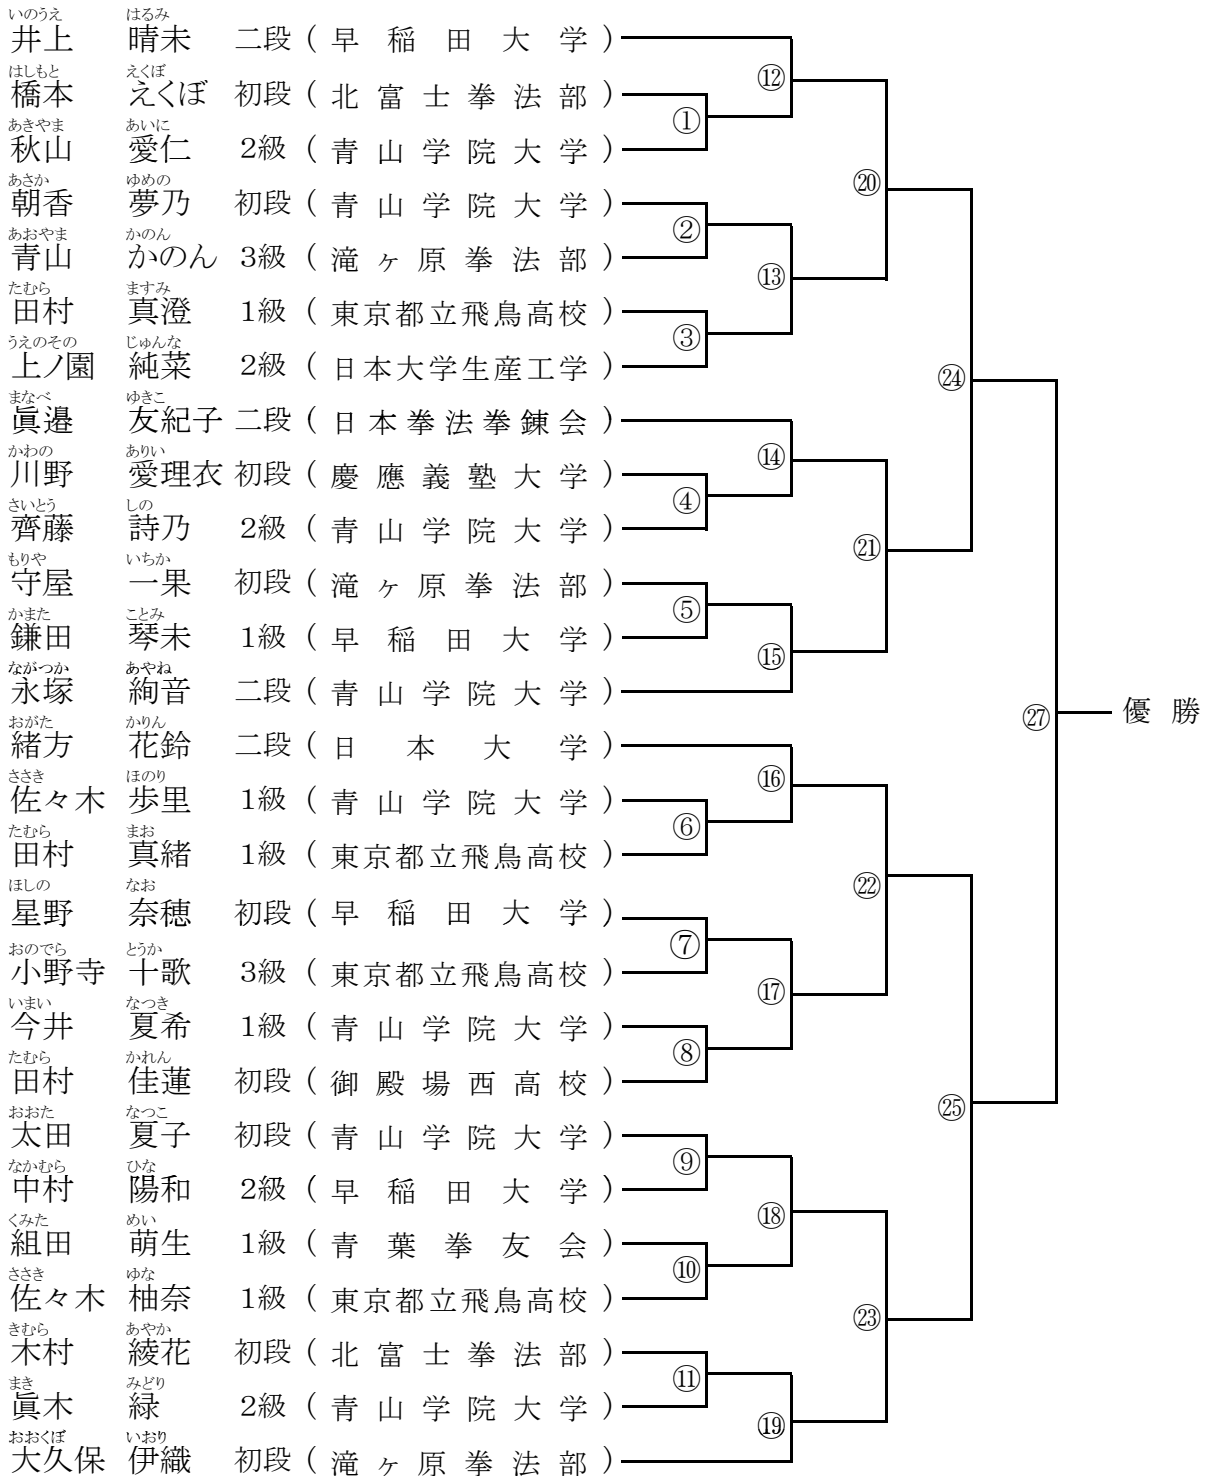 いのうえ はるみ
井上 晴未 二段 ( 早稲田大学 )
⑫
はしもと えくぼ
橋本 えくぼ 初段 ( 北富士拳法部 )
①
あきやま あいに
秋山 愛仁 2級 ( 青山学院大学 )
⑳
あさか ゆめの
朝香 夢乃 初段 ( 青山学院大学 )
②
あおやま かのん
青山 かのん 3級 ( 滝ヶ原拳法部 )
⑬
たむら ますみ
田村 真澄 1級 ( 東京都立飛鳥高校 )
③
うえのその じゅんな
上ノ園 純菜 2級 ( 日本大学生産工学 )
㉔
まなべ ゆきこ
眞邉 友紀子 二段 ( 日本拳法拳錬会 )
⑭
かわの ありい
川野 愛理衣 初段 ( 慶應義塾大学 )
④
さいとう しの
齊藤 詩乃 2級 ( 青山学院大学 )
㉑
もりや いちか
守屋 一果 初段 ( 滝ヶ原拳法部 )
⑤
かまた ことみ
鎌田 琴未 1級 ( 早稲田大学 )
⑮
ながつか あやね
永塚 絢音 二段 ( 青山学院大学 )
㉗ 優勝
おがた かりん
緒方 花鈴 二段 ( 日本大学 )
⑯
ささき ほのり
佐々木 歩里 1級 ( 青山学院大学 )
⑥
たむら まお
田村 真緒 1級 ( 東京都立飛鳥高校 )
㉒
ほしの なお
星野 奈穂 初段 ( 早稲田大学 )
⑦
おのでら とうか
小野寺 十歌 3級 ( 東京都立飛鳥高校 )
⑰
いまい なつき
今井 夏希 1級 ( 青山学院大学 )
⑧
たむら かれん
田村 佳蓮 初段 ( 御殿場西高校 )
㉕
おおた なつこ
太田 夏子 初段 ( 青山学院大学 )
⑨
なかむら ひな
中村 陽和 2級 ( 早稲田大学 )
⑱
くみた めい
組田 萌生 1級 ( 青葉拳友会 )
⑩
ささき ゆな
佐々木 柚奈 1級 ( 東京都立飛鳥高校 )
㉓
きむら あやか
木村 綾花 初段 ( 北富士拳法部 )
⑪
まき みどり
眞木 緑 2級 ( 青山学院大学 )
⑲
おおくぼ いおり
大久保 伊織 初段 ( 滝ヶ原拳法部 )